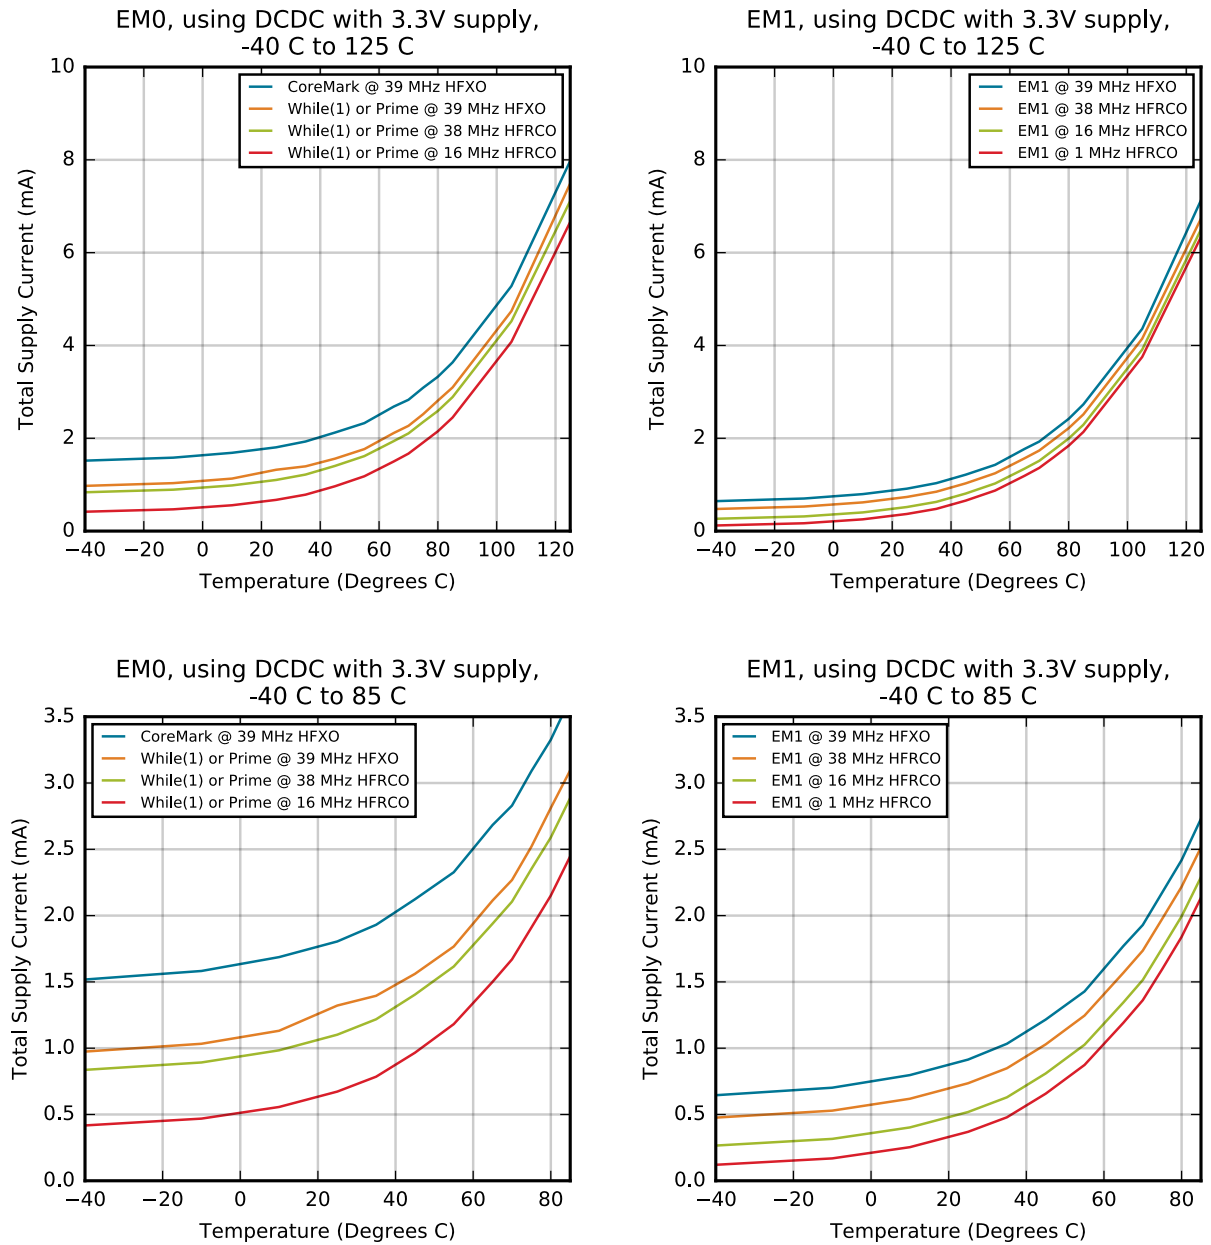 EM0, using DCDC with 3.3V supply,
-40 C to 125 C
10
8
6
4
2
0
Total Supply Current (mA)
CoreMark @ 39 MHz HFXO
While(1) or Prime @ 39 MHz HFXO
While(1) or Prime @ 38 MHz HFRCO
While(1) or Prime @ 16 MHz HFRCO
−40 −20 0 20 40 60 80 100 120
Temperature (Degrees C)
EM1, using DCDC with 3.3V supply,
-40 C to 125 C
10
8
6
4
2
0
Total Supply Current (mA)
EM1 @ 39 MHz HFXO
EM1 @ 38 MHz HFRCO
EM1 @ 16 MHz HFRCO
EM1 @ 1 MHz HFRCO
−40 −20 0 20 40 60 80 100 120
Temperature (Degrees C)
EM0, using DCDC with 3.3V supply,
-40 C to 85 C
3.5
3.0
2.5
2.0
1.5
1.0
0.5
0.0
Total Supply Current (mA)
CoreMark @ 39 MHz HFXO
While(1) or Prime @ 39 MHz HFXO
While(1) or Prime @ 38 MHz HFRCO
While(1) or Prime @ 16 MHz HFRCO
−40 −20 0 20 40 60 80
Temperature (Degrees C)
EM1, using DCDC with 3.3V supply,
-40 C to 85 C
3.5
3.0
2.5
2.0
1.5
1.0
0.5
0.0
Total Supply Current (mA)
EM1 @ 39 MHz HFXO
EM1 @ 38 MHz HFRCO
EM1 @ 16 MHz HFRCO
EM1 @ 1 MHz HFRCO
−40 −20 0 20 40 60 80
Temperature (Degrees C)